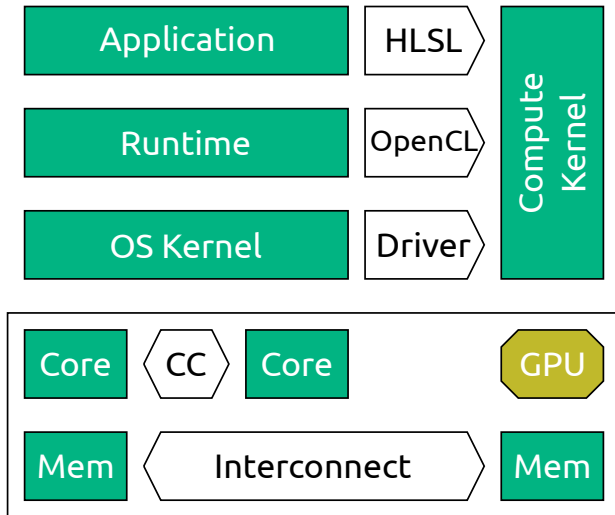 Application
HLSL
Runtime
OpenCL
OS Kernel
Driver
Compute
Kernel
Core
CC
Core
GPU
Mem
Interconnect
Mem